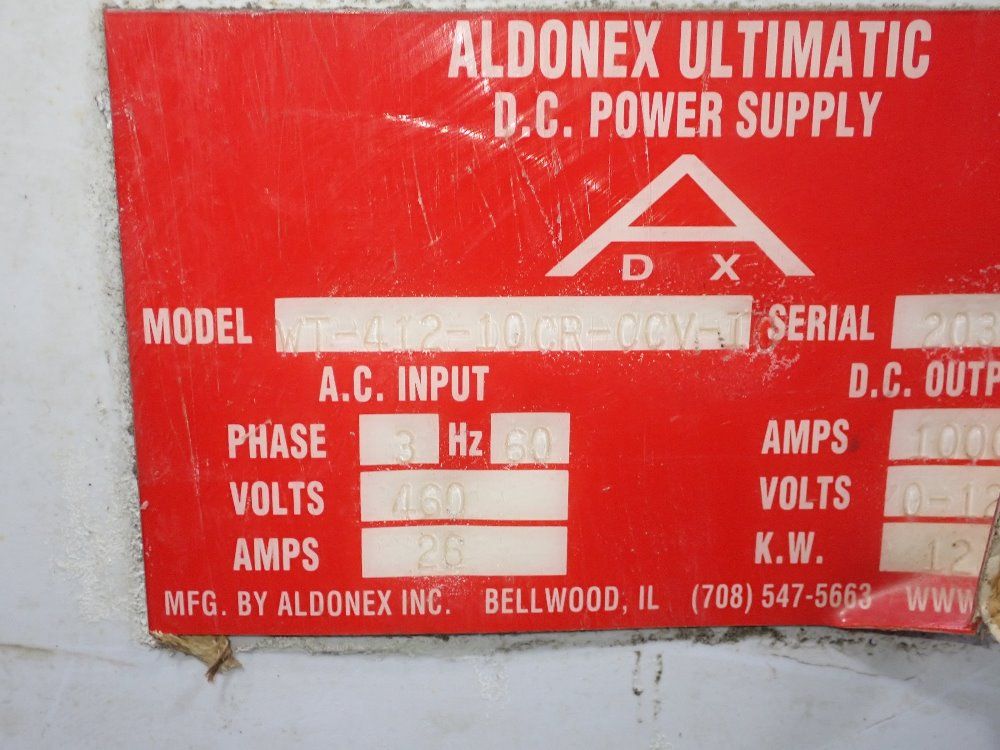 ALDONEX ULTIMATIC
D.C. POWER SUPPLY
D X
MODEL WT-412-10CR-CCV-IC SERIAL 203
A.C. INPUT D.C. OUTP
PHASE 3 Hz 60 AMPS 1000
VOLTS 460 VOLTS 0-12
AMPS 26 K.W. 12
MFG. BY ALDONEX INC. BELLWOOD, IL (708) 547-5663 WWW